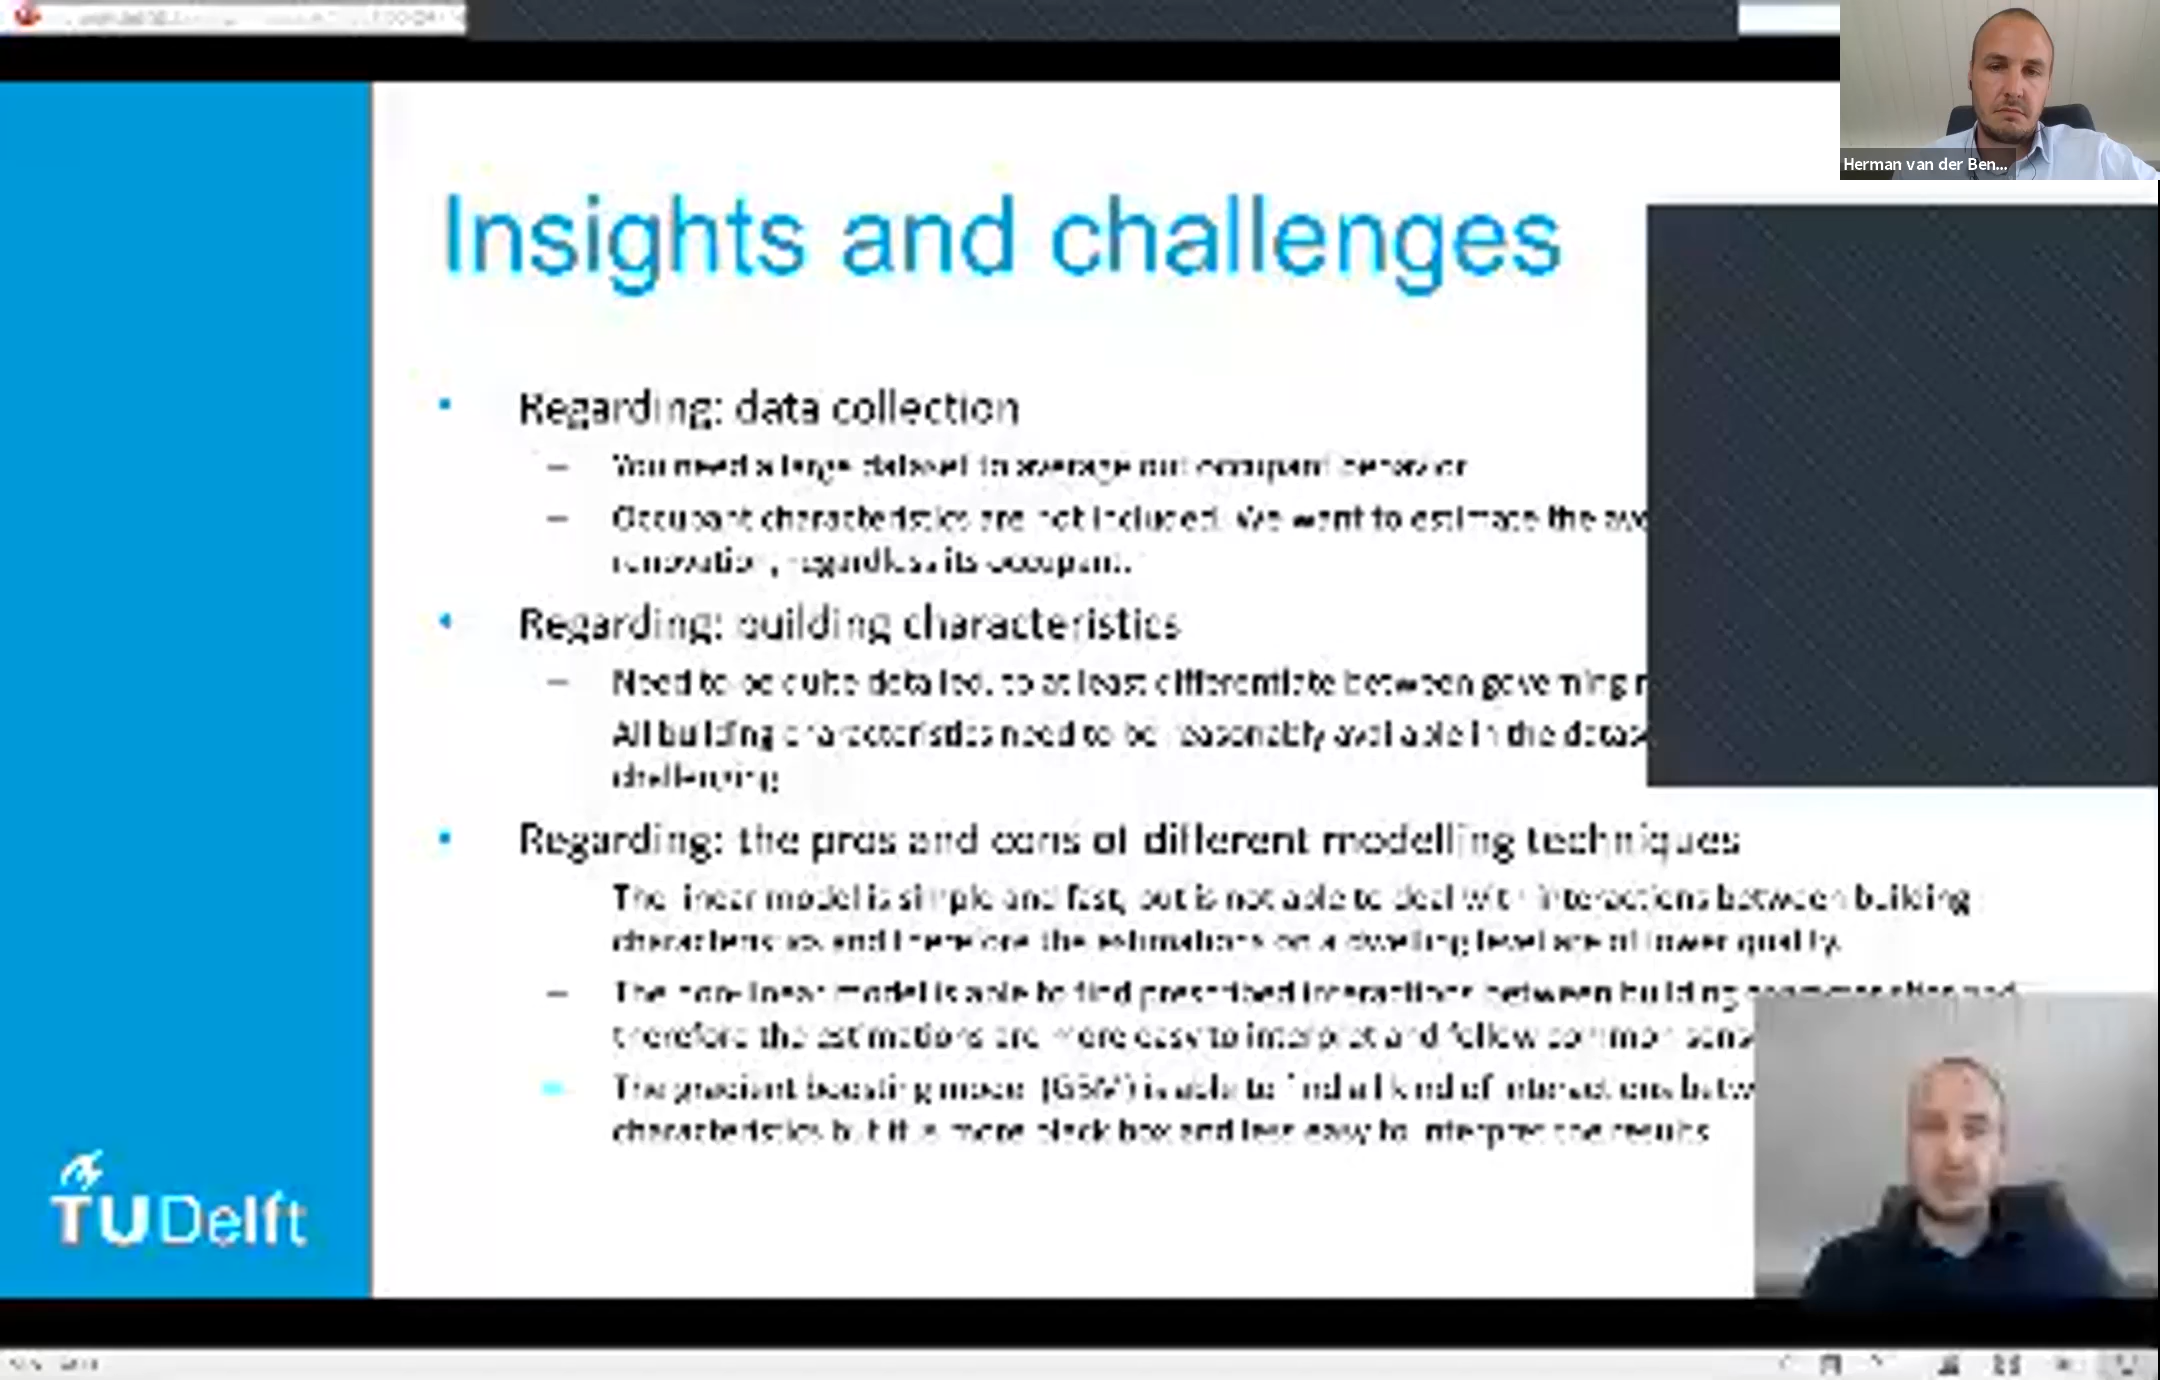 Herman van der Ben...
Insights and challenges
• Regarding: data collection
– You need a large dataset to average out occupant behavior
– Occupant characteristics are not included. We want to estimate the
renovation, regardless its occupant.
• Regarding: building characteristics
– Need to be quite detailed, to at least differentiate between governing
All building characteristics need to be reasonably available in the
challenging
• Regarding: the pros and cons of different modelling techniques
The linear model is simple and fast, but is not able to deal with interactions between building
characteristics and therefore the estimations on a dwelling level are of lower quality.
– The non-linear model is able to find prescribed interactions between building
therefore the estimations are more easy to interpret and follow common
– The gradient boosting model (GBM) is able to find all kind of interactions
characteristics but it is more black box and less easy to interpret the results
TU Delft